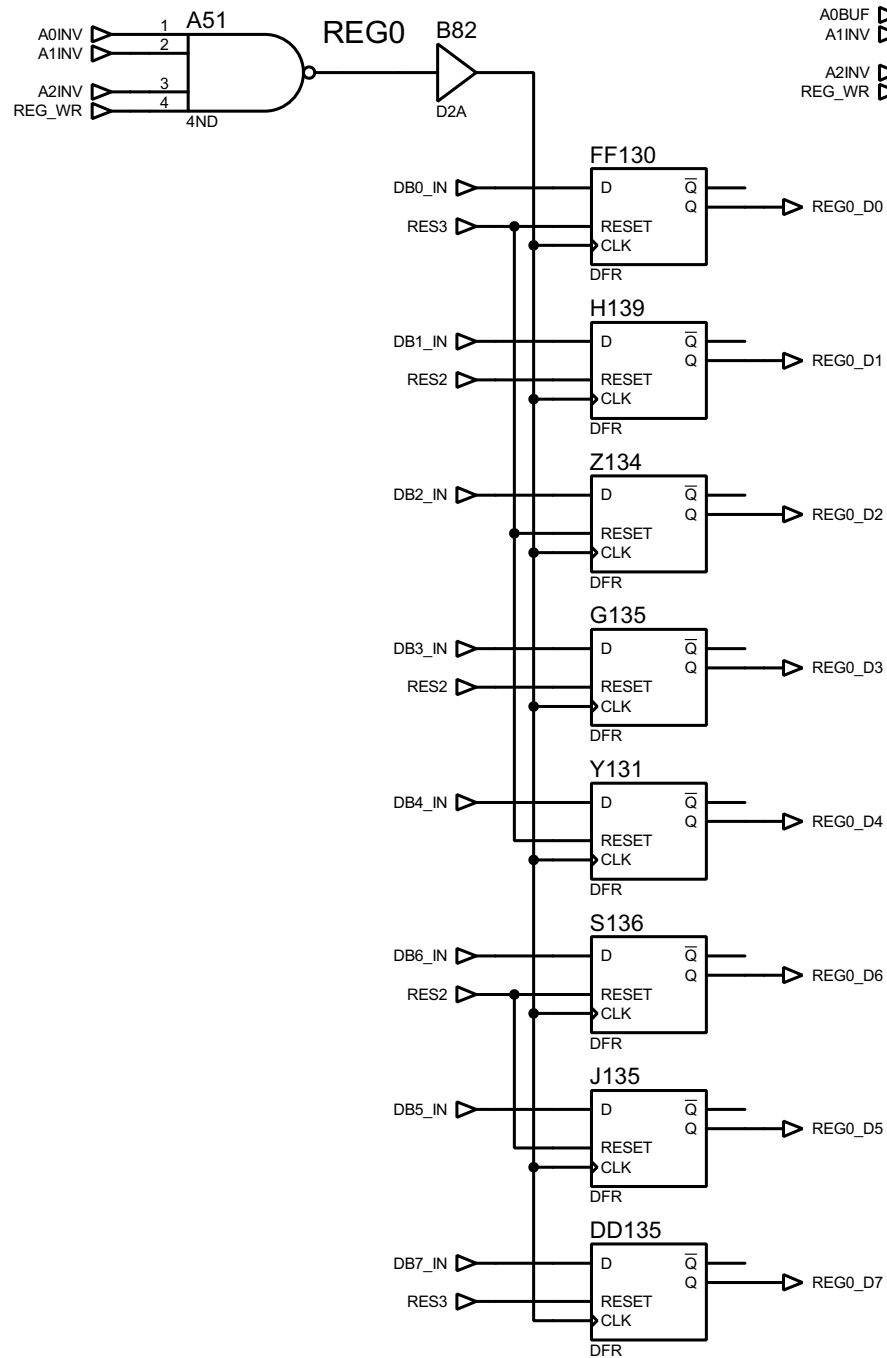 A51
REG0
B82
A0BUF
A1INV
A2INV
REG_WR
A0INV
A1INV
A2INV
REG_WR
1
2
3
4
4ND
D2A
FF130
DB0_IN
D
Q
Q
REG0_D0
RES3
RESET
CLK
DFR
H139
DB1_IN
D
Q
Q
REG0_D1
RES2
RESET
CLK
DFR
Z134
DB2_IN
D
Q
Q
REG0_D2
RESET
CLK
DFR
G135
DB3_IN
D
Q
Q
REG0_D3
RES2
RESET
CLK
DFR
Y131
DB4_IN
D
Q
Q
REG0_D4
RESET
CLK
DFR
S136
DB6_IN
D
Q
Q
REG0_D6
RES2
RESET
CLK
DFR
J135
DB5_IN
D
Q
Q
REG0_D5
RESET
CLK
DFR
DD135
DB7_IN
D
Q
Q
REG0_D7
RES3
RESET
CLK
DFR